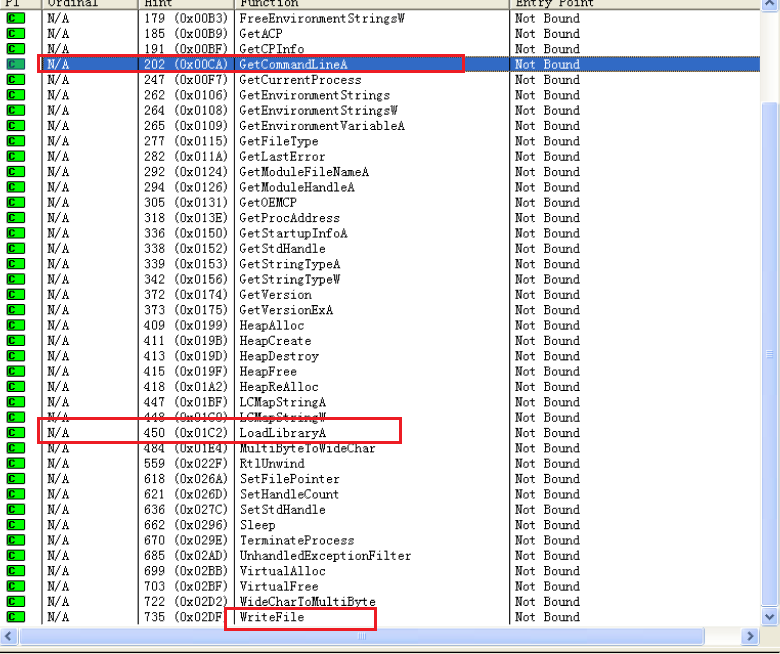 PI Ordinal Hint Function Entry Point
N/A 179 (0x00B3) FreeEnvironmentStringsW Not Bound
N/A 185 (0x00B9) GetACP Not Bound
N/A 191 (0x00BF) GetCPInfo Not Bound
N/A 202 (0x00CA) GetCommandLineA Not Bound
N/A 247 (0x00F7) GetCurrentProcess Not Bound
N/A 262 (0x0106) GetEnvironmentStrings Not Bound
N/A 264 (0x0108) GetEnvironmentStringsW Not Bound
N/A 265 (0x0109) GetEnvironmentVariableA Not Bound
N/A 277 (0x0115) GetFileType Not Bound
N/A 282 (0x011A) GetLastError Not Bound
N/A 292 (0x0124) GetModuleFileNameA Not Bound
N/A 294 (0x0126) GetModuleHandleA Not Bound
N/A 305 (0x0131) GetOEMCP Not Bound
N/A 318 (0x013E) GetProcAddress Not Bound
N/A 336 (0x0150) GetStartupInfoA Not Bound
N/A 338 (0x0152) GetStdHandle Not Bound
N/A 339 (0x0153) GetStringTypeA Not Bound
N/A 342 (0x0156) GetStringTypeW Not Bound
N/A 372 (0x0174) GetVersion Not Bound
N/A 373 (0x0175) GetVersionExA Not Bound
N/A 409 (0x0199) HeapAlloc Not Bound
N/A 411 (0x019B) HeapCreate Not Bound
N/A 413 (0x019D) HeapDestroy Not Bound
N/A 415 (0x019F) HeapFree Not Bound
N/A 418 (0x01A2) HeapReAlloc Not Bound
N/A 447 (0x01BF) LCMapStringA Not Bound
N/A 448 (0x01C0) LCMapStringW Not Bound
N/A 450 (0x01C2) LoadLibraryA Not Bound
N/A 484 (0x01E4) MultiByteToWideChar Not Bound
N/A 559 (0x022F) RtlUnwind Not Bound
N/A 618 (0x026A) SetFilePointer Not Bound
N/A 621 (0x026D) SetHandleCount Not Bound
N/A 636 (0x027C) SetStdHandle Not Bound
N/A 662 (0x0296) Sleep Not Bound
N/A 670 (0x029E) TerminateProcess Not Bound
N/A 685 (0x02AD) UnhandledExceptionFilter Not Bound
N/A 699 (0x02BB) VirtualAlloc Not Bound
N/A 703 (0x02BF) VirtualFree Not Bound
N/A 722 (0x02D2) WideCharToMultiByte Not Bound
N/A 735 (0x02DF WriteFile Not Bound